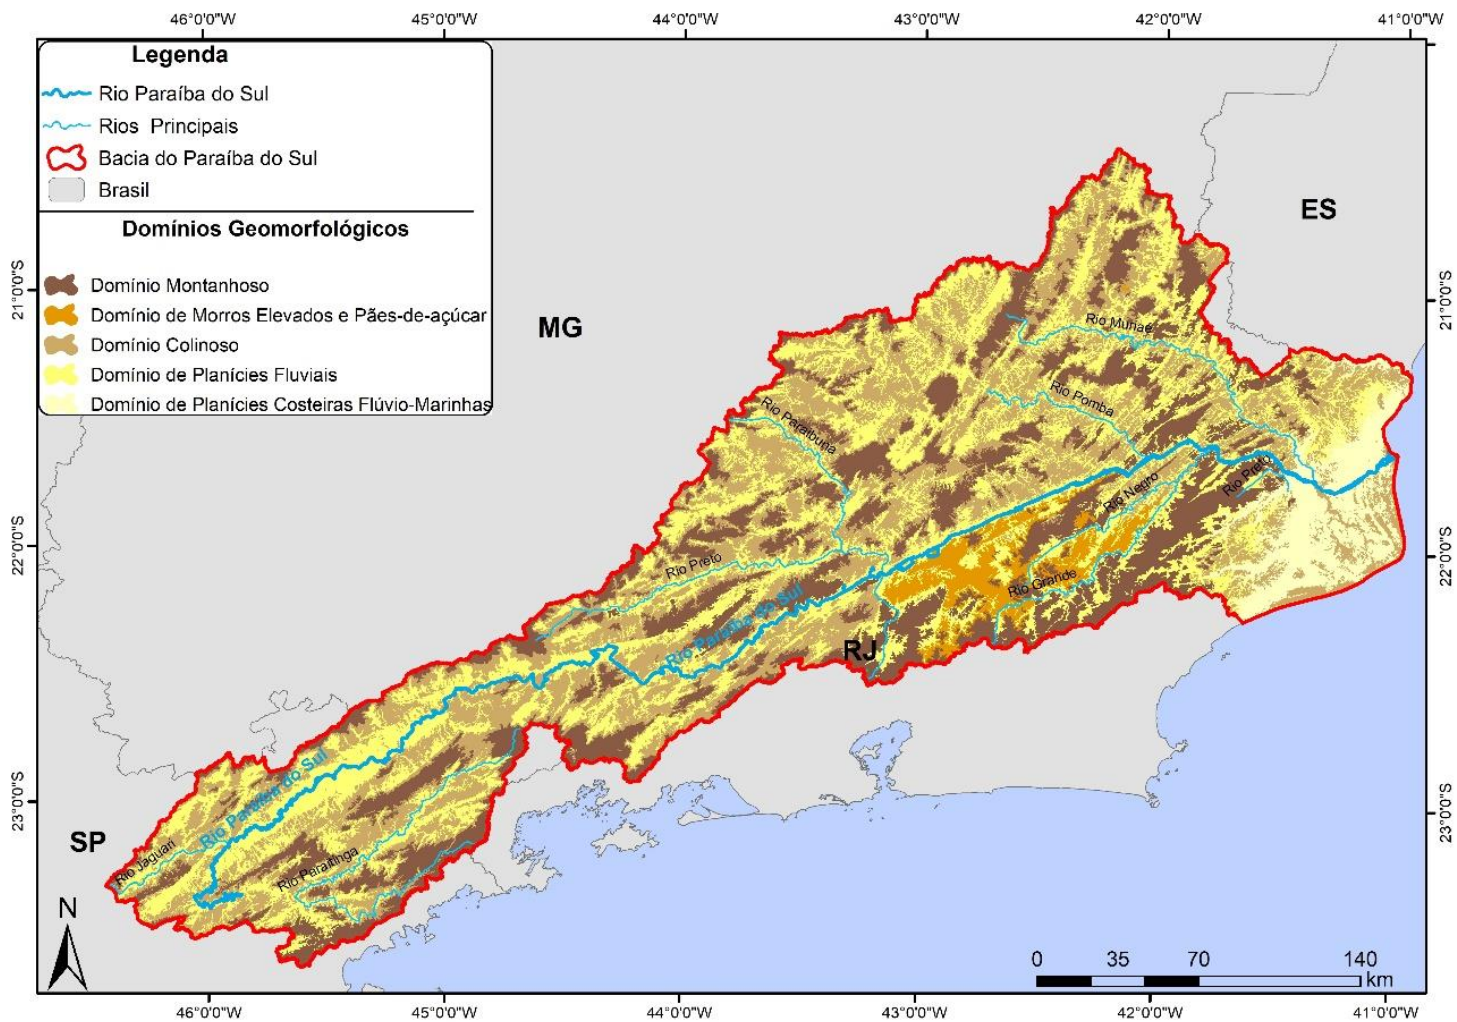 46°0'0"W 45°0'0"W 44°0'0"W 43°0'0"W 42°0'0"W 41°0'0"W
Legenda
Rio Paraíba do Sul
Rios Principais
Bacia do Paraíba do Sul
Brasil
Domínios Geomorfológicos
Domínio Montanhoso
Domínio de Morros Elevados e Pães-de-açúcar
Domínio Colinoso
Domínio de Planícies Fluviais
Domínio de Planícies Costeiras Flúvio-Marinhas
ES
MG
21°0'0"S
21°0'0"S
Rio Muriaé
Rio Pomba
Rio Paraibuna
Rio Preto
Rio Negro
22°0'0"S
22°0'0"S
Rio Preto
Rio Grande
Rio Paraíba do Sul
RJ
Rio Paraíba do Sul
23°0'0"S
23°0'0"S
SP
Rio Jaguari
Rio Paraitinga
N
0 35 70 140
km
46°0'0"W 45°0'0"W 44°0'0"W 43°0'0"W 42°0'0"W 41°0'0"W